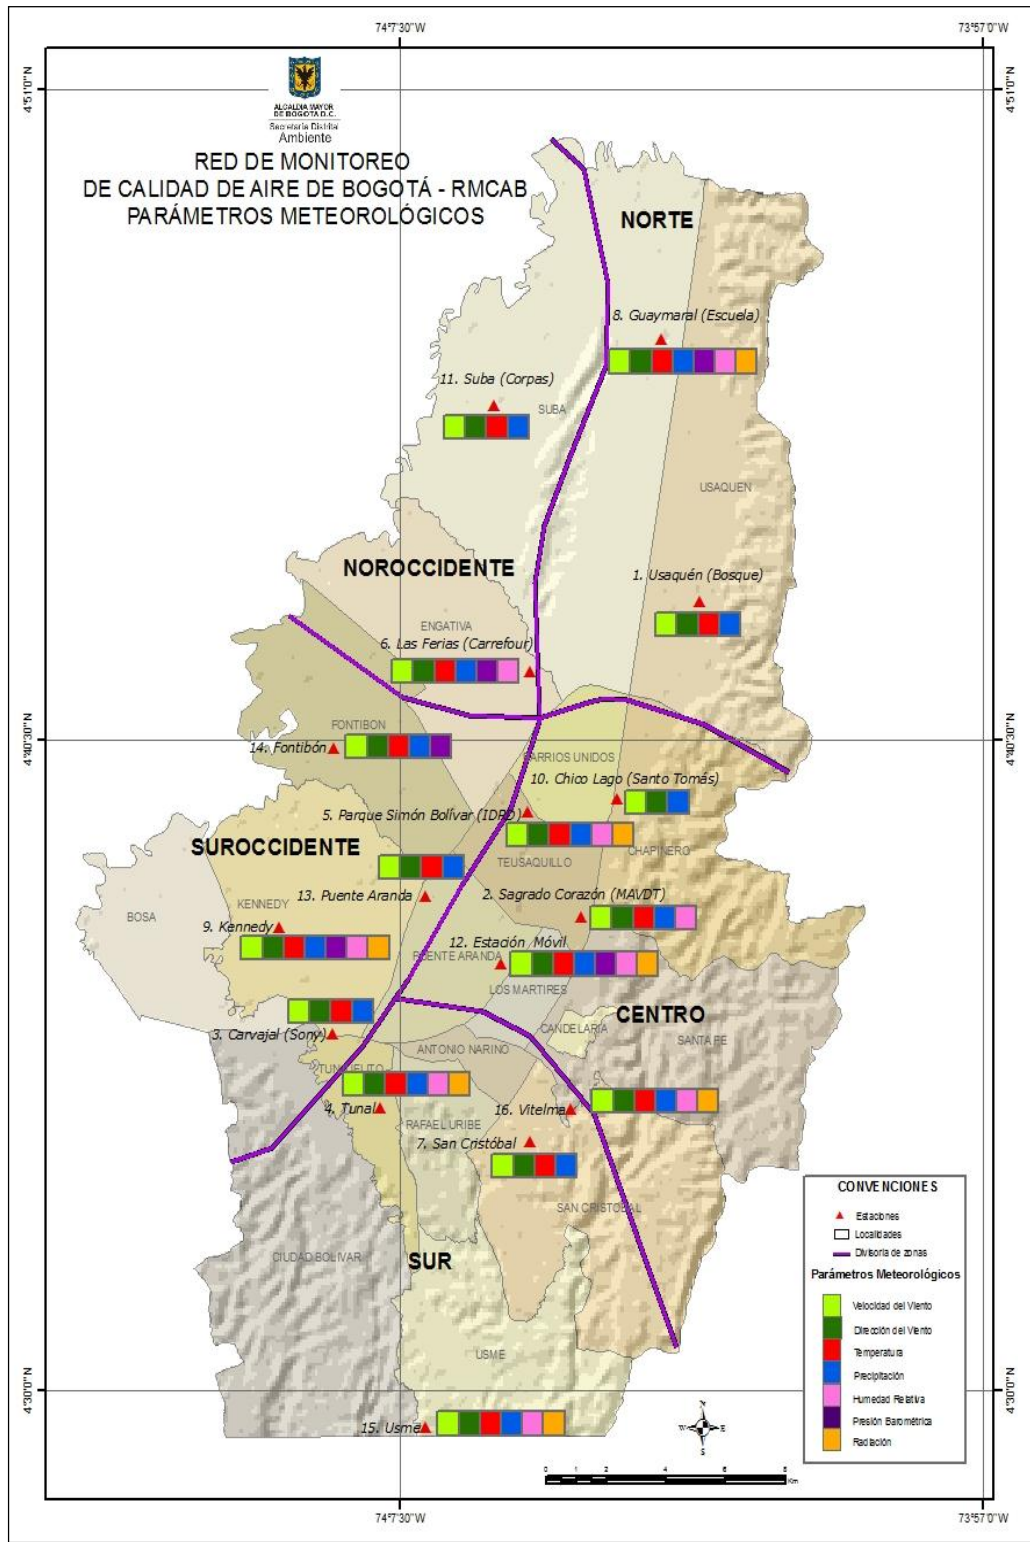 74°7'30"W
73°57'0"W
4°51'0"N
4°51'0"N
ALCALDIA MAYOR
DE BOGOTA D.C.
Secretaría Distrital
Ambiente
RED DE MONITOREO
DE CALIDAD DE AIRE DE BOGOTÁ - RMCAB
PARÁMETROS METEOROLÓGICOS
NORTE
8. Guaymaral (Escuela)
11. Suba (Corpas)
SUBA
USAQUEN
NOROCCIDENTE
1. Usaquén (Bosque)
ENGATIVA
6. Las Ferias (Carrefour)
FONTIBON
14. Fontibón
4°40'30"N
4°40'30"N
BARRIOS UNIDOS
10. Chico Lago (Santo Tomás)
5. Parque Simón Bolívar (IDRD)
SUROCCIDENTE
TEUSAQUILLO
CHAPINERO
KENNEDY
13. Puente Aranda
2. Sagrado Corazón (MAVDT)
BOSA
9. Kennedy
12. Estación Móvil
PUENTE ARANDA
LOS MARTIRES
CENTRO
CANDELARIA
SANTA FE
3. Carvajal (Sony)
ANTONIO NARINO
TUNJUELITO
4. Tunal
16. Vitelma
RAFAEL URIBE
7. San Cristóbal
SAN CRISTOBAL
CIUDAD BOLIVAR
SUR
USME
4°30'0"N
4°30'0"N
15. Usme
CONVENCIONES
Estaciones
Localidades
Divisoria de zonas
Parámetros Meteorológicos
Velocidad del Viento
Dirección del Viento
Temperatura
Precipitación
Humedad Relativa
Presión Barométrica
Radiación
N
W E
S
0 1 2 4 6 8
Km
74°7'30"W
73°57'0"W